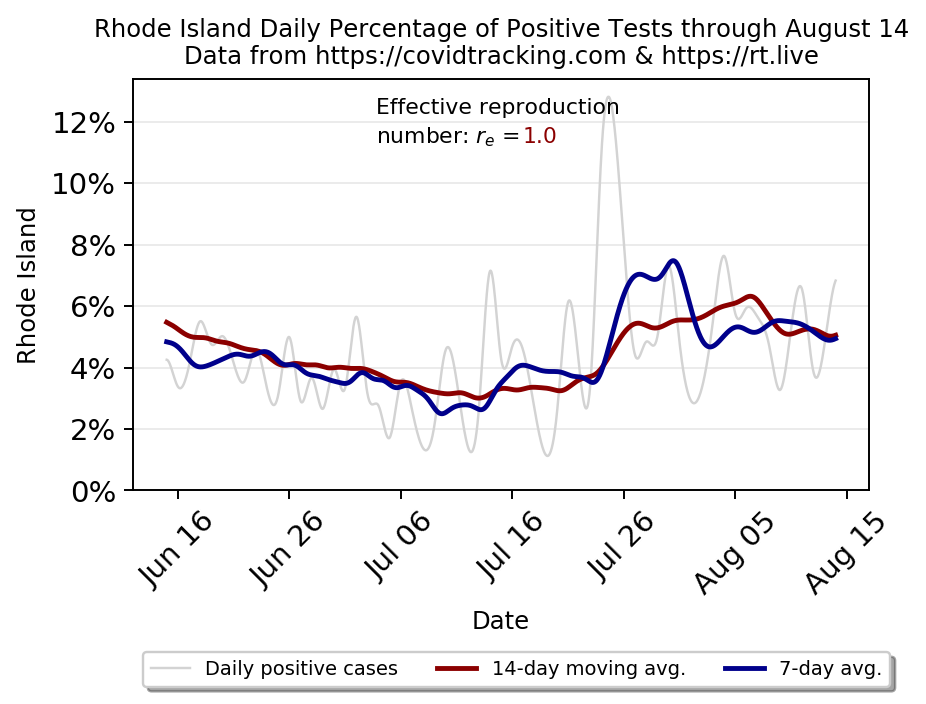 Rhode Island Daily Percentage of Positive Tests through August 14
Data from https://covidtracking.com & https://rt.live
Effective reproduction
number: rₑ =1.0
12%
10%
8%
6%
4%
2%
0%
Rhode Island
Jun 16
Jun 26
Jul 06
Jul 16
Jul 26
Aug 05
Aug 15
Date
Daily positive cases
14-day moving avg.
7-day avg.